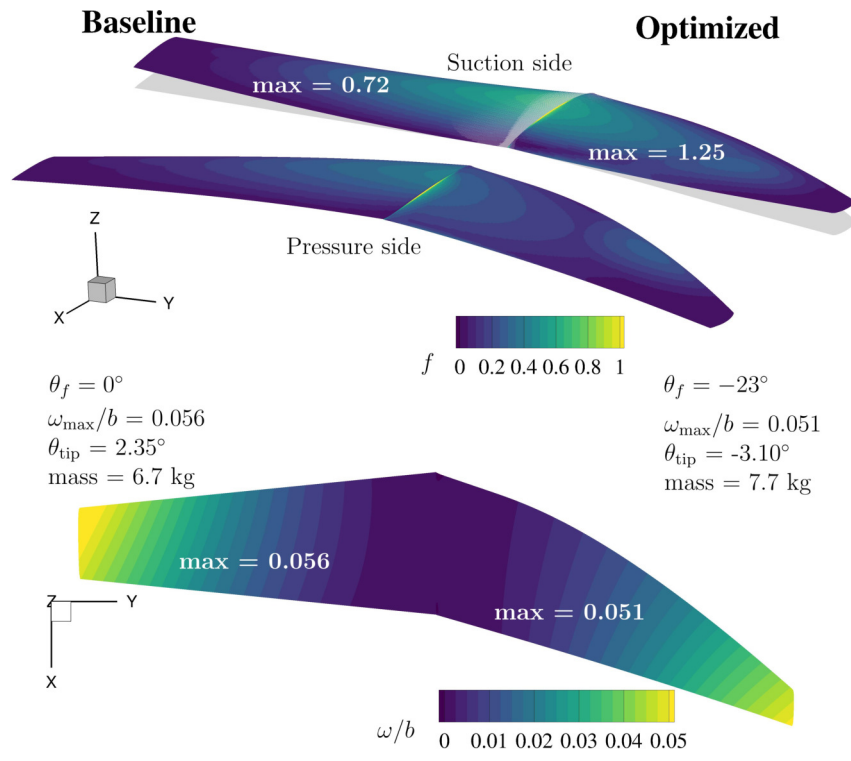 Baseline
Optimized
Suction side
max = 0.72
max = 1.25
Pressure side
Z
X
Y
f
0 0.2 0.4 0.6 0.8 1
θ_f = 0°
ω_max/b = 0.056
θ_tip = 2.35°
mass = 6.7 kg
θ_f = −23°
ω_max/b = 0.051
θ_tip = -3.10°
mass = 7.7 kg
max = 0.056
max = 0.051
Z
Y
X
ω/b
0 0.01 0.02 0.03 0.04 0.05